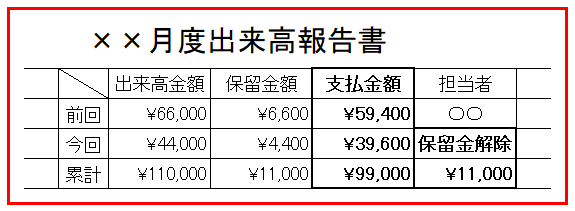 ××月度出来高報告書
出来高金額 保留金額 支払金額 担当者
前回 ¥66,000 ¥6,600 ¥59,400 〇〇
今回 ¥44,000 ¥4,400 ¥39,600 保留金解除
累計 ¥110,000 ¥11,000 ¥99,000 ¥11,000